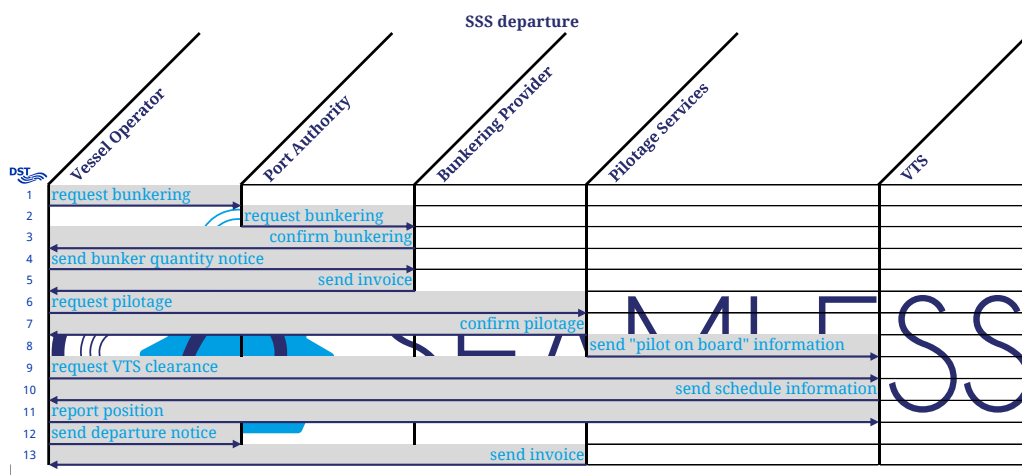 SSS departure
Vessel Operator
Port Authority
Bunkering Provider
Pilotage Services
VTS
DST
1 request bunkering
2 request bunkering
3 confirm bunkering
4 send bunker quantity notice
5 send invoice
6 request pilotage
7 confirm pilotage
8 send "pilot on board" information
9 request VTS clearance
10 send schedule information
11 report position
12 send departure notice
13 send invoice
SEAMLESS